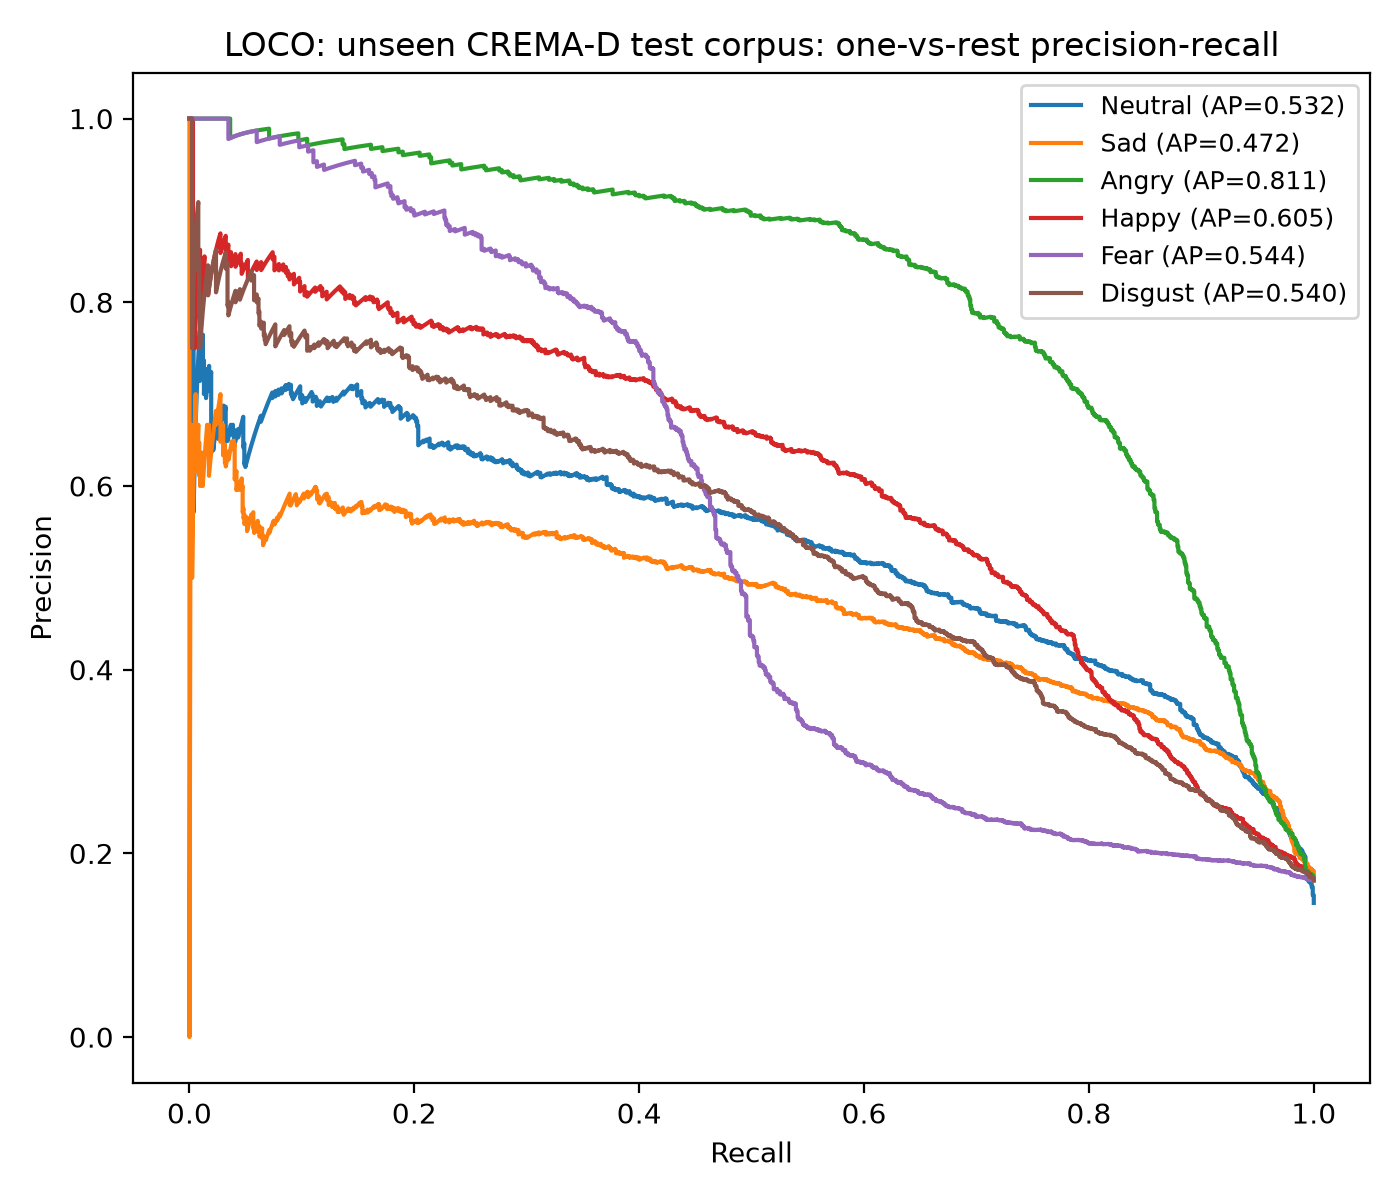 LOCO: unseen CREMA-D test corpus: one-vs-rest precision-recall
Neutral (AP=0.532)
Sad (AP=0.472)
Angry (AP=0.811)
Happy (AP=0.605)
Fear (AP=0.544)
Disgust (AP=0.540)
Precision
1.0
0.8
0.6
0.4
0.2
0.0
0.0 0.2 0.4 0.6 0.8 1.0
Recall